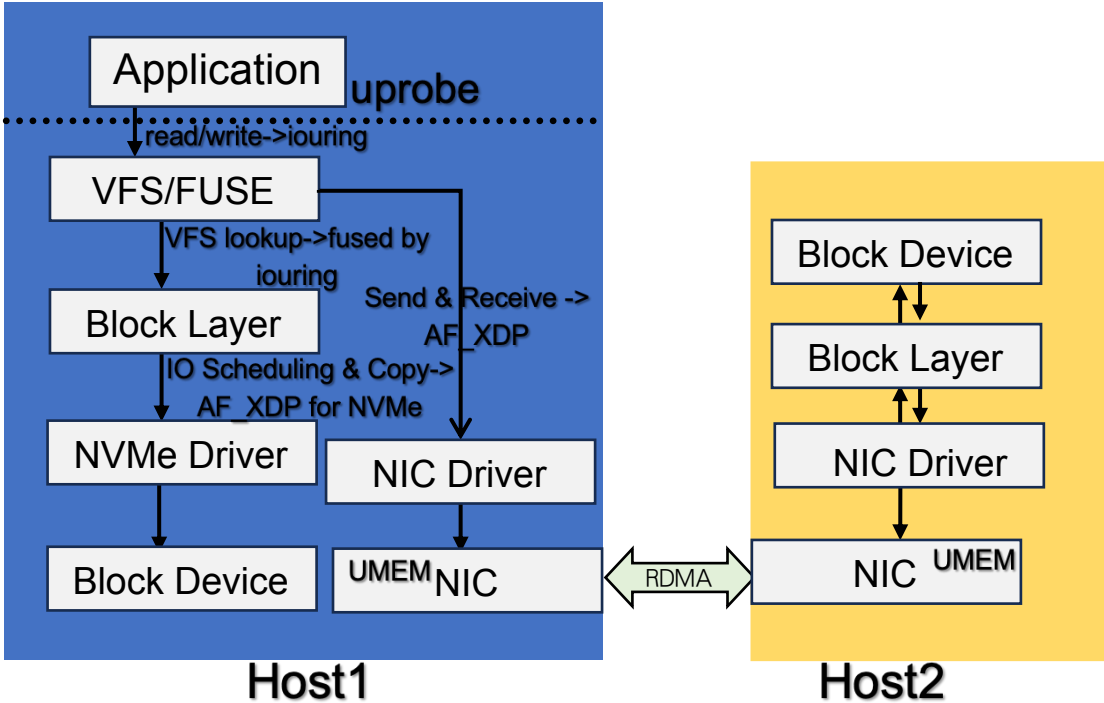 Application
uprobe
read/write->iouring
VFS/FUSE
VFS lookup->fused by
iouring
Send & Receive ->
AF_XDP
Block Layer
IO Scheduling & Copy->
AF_XDP for NVMe
NVMe Driver
NIC Driver
Block Device
UMEM NIC
RDMA
Block Device
Block Layer
NIC Driver
NIC UMEM
Host1
Host2